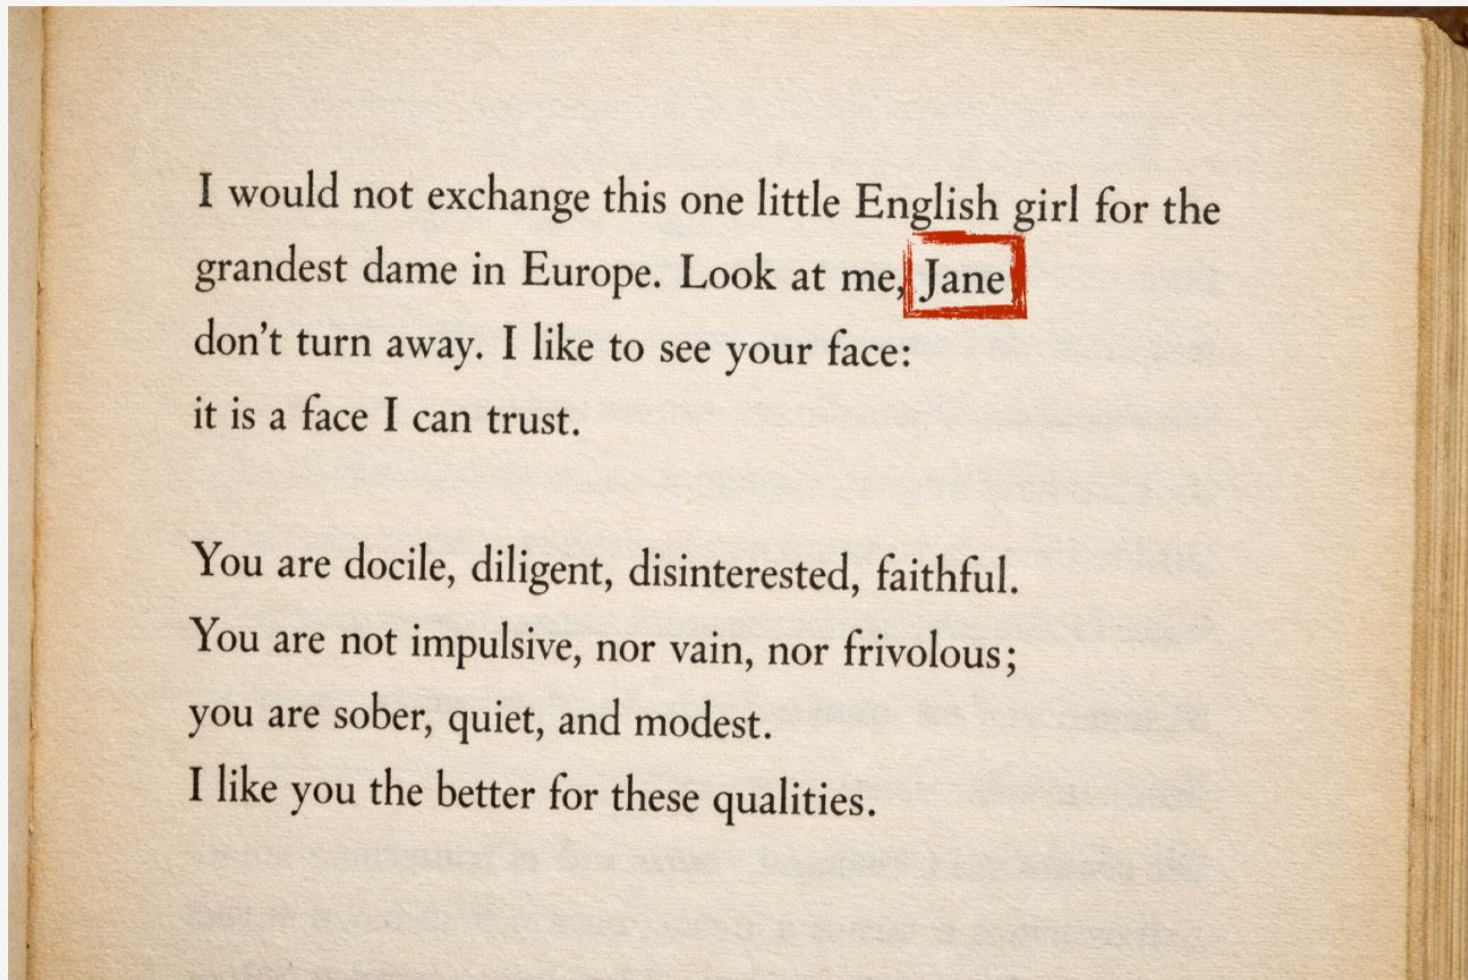 I would not exchange this one little English girl for the
grandest dame in Europe. Look at me, Jane
don't turn away. I like to see your face:
it is a face I can trust.
You are docile, diligent, disinterested, faithful.
You are not impulsive, nor vain, nor frivolous;
you are sober, quiet, and modest.
I like you the better for these qualities.